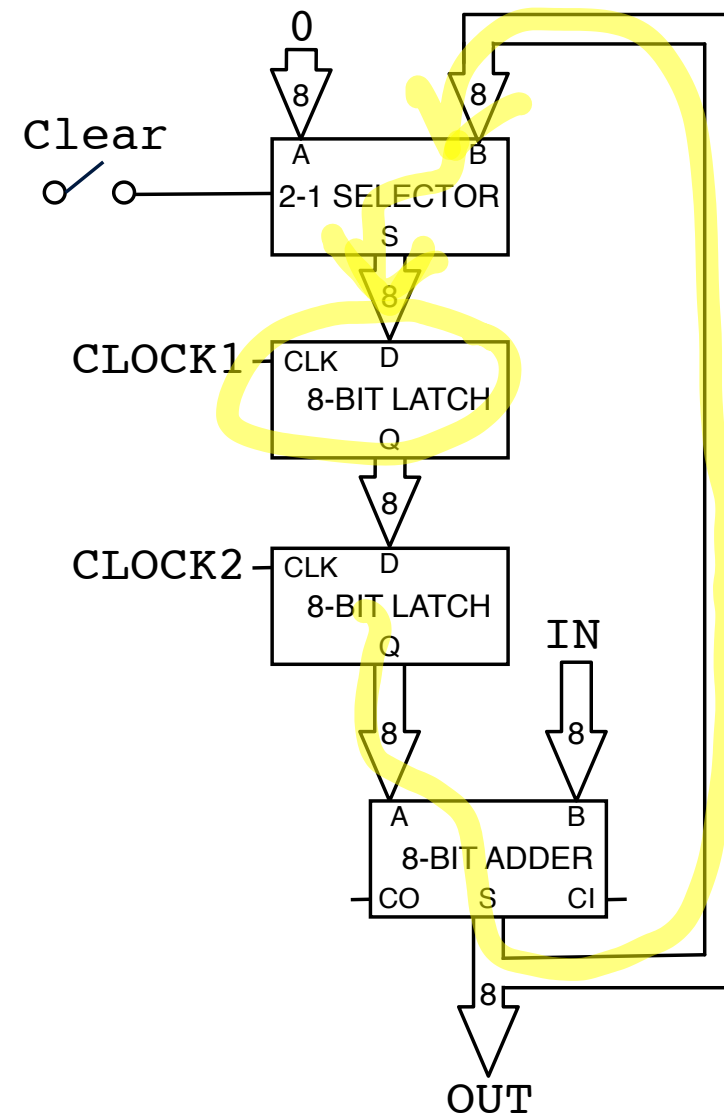 0
8
8
Clear
A
B
2-1 SELECTOR
S
8
CLOCK1
CLK
D
8-BIT LATCH
Q
8
CLOCK2
CLK
D
8-BIT LATCH
Q
IN
8
8
A
B
8-BIT ADDER
CO
S
CI
8
OUT